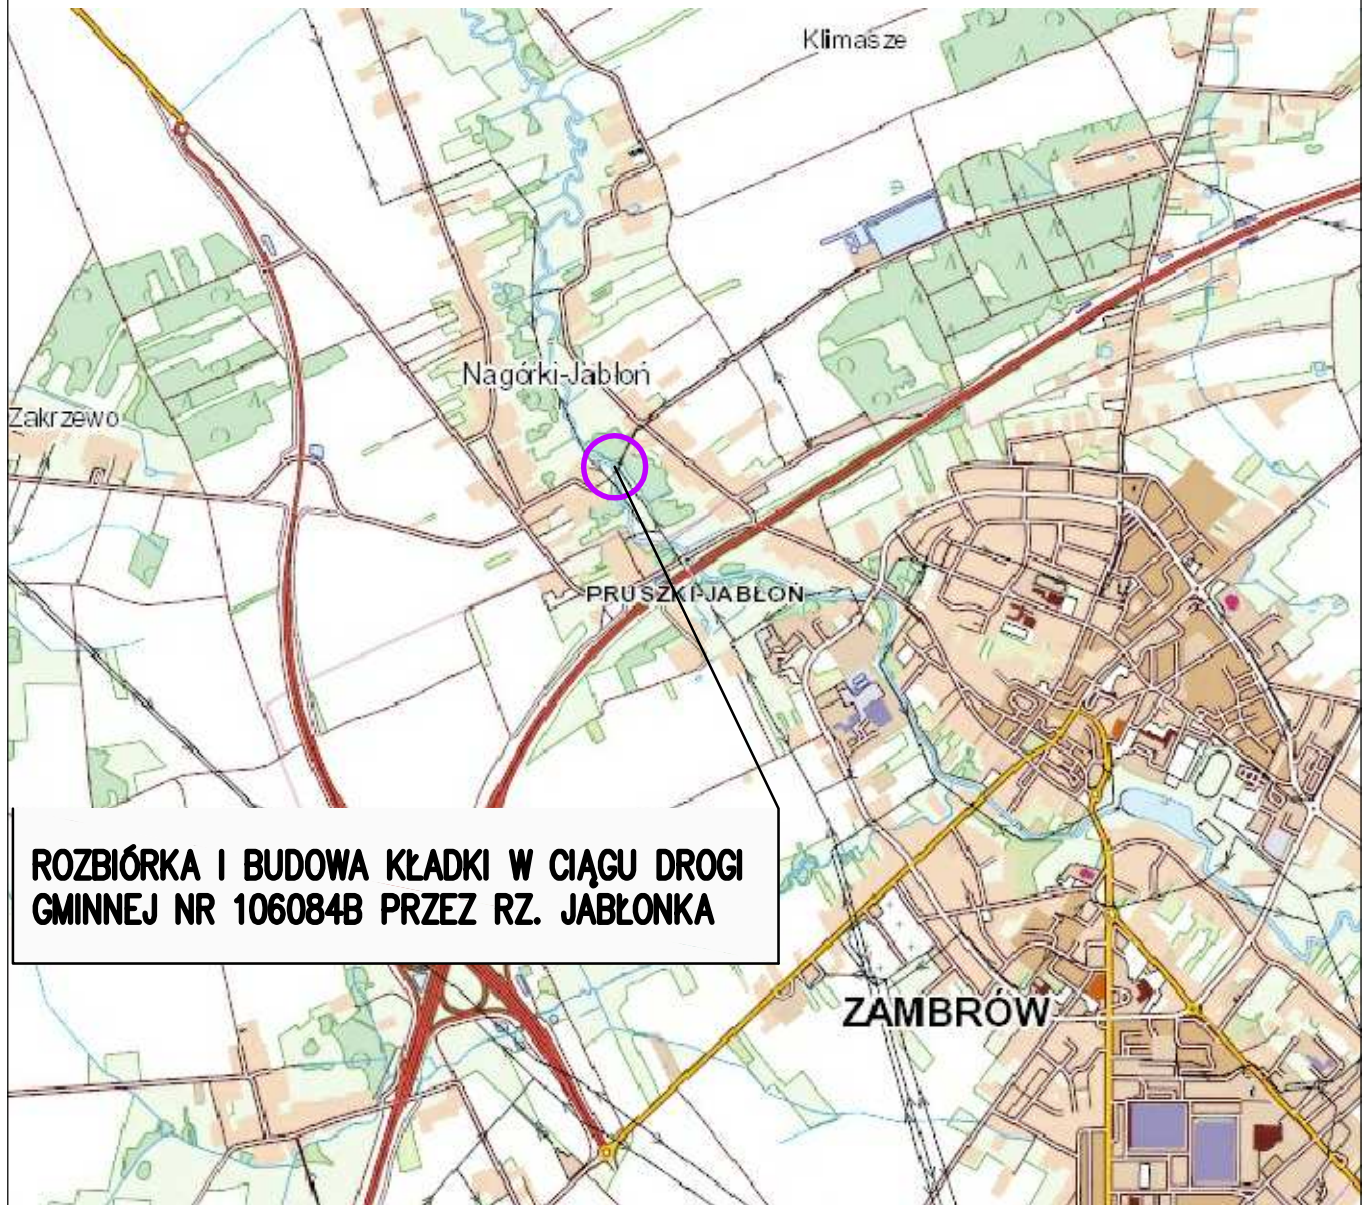 Klimasze
Nagórki-Jabłoń
Zakrzewo
PRUSZKI-JABŁOŃ
ROZBIÓRKA I BUDOWA KŁADKI W CIĄGU DROGI
GMINNEJ NR 106084B PRZEZ RZ. JABŁONKA
ZAMBRÓW